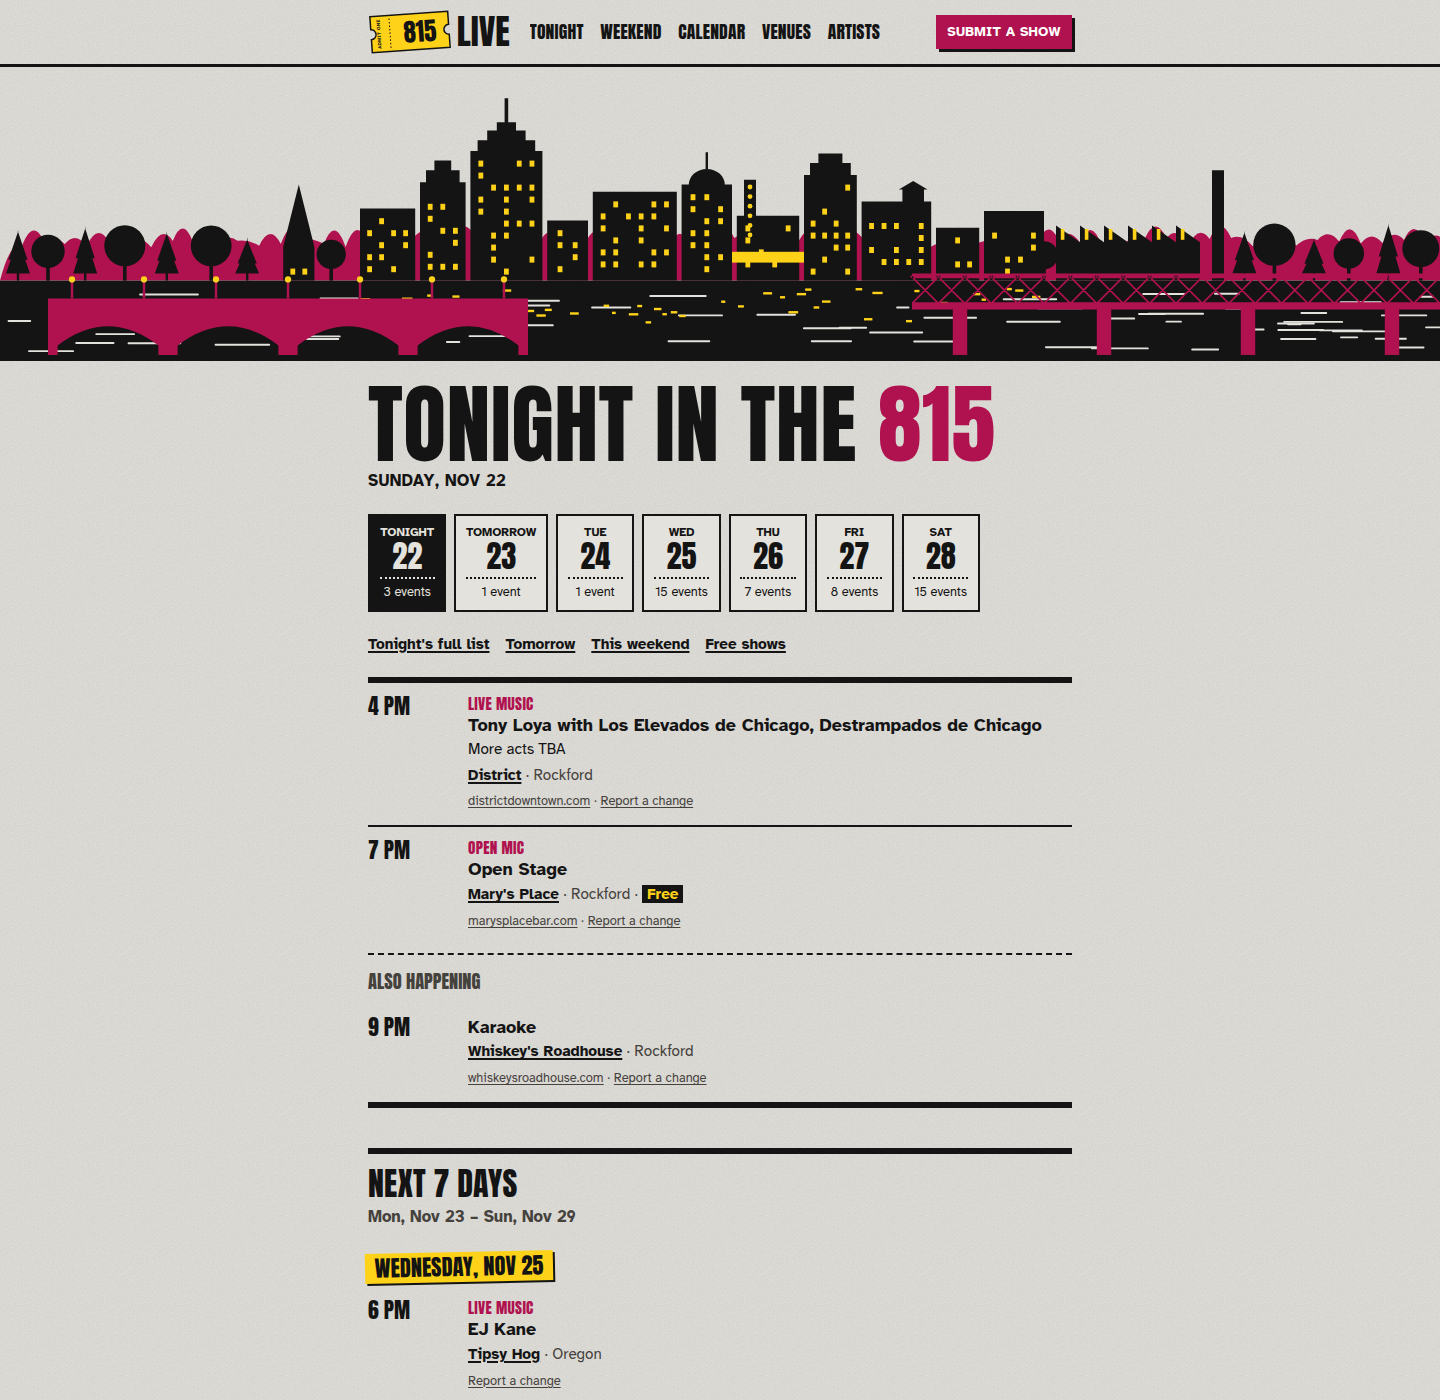 ADMIT ONE 815 LIVE TONIGHT WEEKEND CALENDAR VENUES ARTISTS SUBMIT A SHOW
TONIGHT IN THE 815
SUNDAY, NOV 22
TONIGHT TOMORROW TUE WED THU FRI SAT
22 23 24 25 26 27 28
3 events 1 event 1 event 15 events 7 events 8 events 15 events
Tonight's full list Tomorrow This weekend Free shows
4 PM LIVE MUSIC
Tony Loya with Los Elevados de Chicago, Destrampados de Chicago
More acts TBA
District · Rockford
districtdowntown.com · Report a change
7 PM OPEN MIC
Open Stage
Mary's Place · Rockford · Free
marysplacebar.com · Report a change
ALSO HAPPENING
9 PM Karaoke
Whiskey's Roadhouse · Rockford
whiskeysroadhouse.com · Report a change
NEXT 7 DAYS
Mon, Nov 23 – Sun, Nov 29
WEDNESDAY, NOV 25
6 PM LIVE MUSIC
EJ Kane
Tipsy Hog · Oregon
Report a change